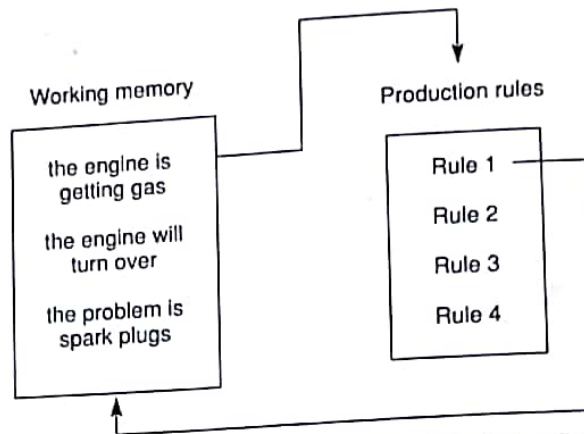 Working memory
the engine is
getting gas
the engine will
turn over
the problem is
spark plugs
Production rules
Rule 1
Rule 2
Rule 3
Rule 4